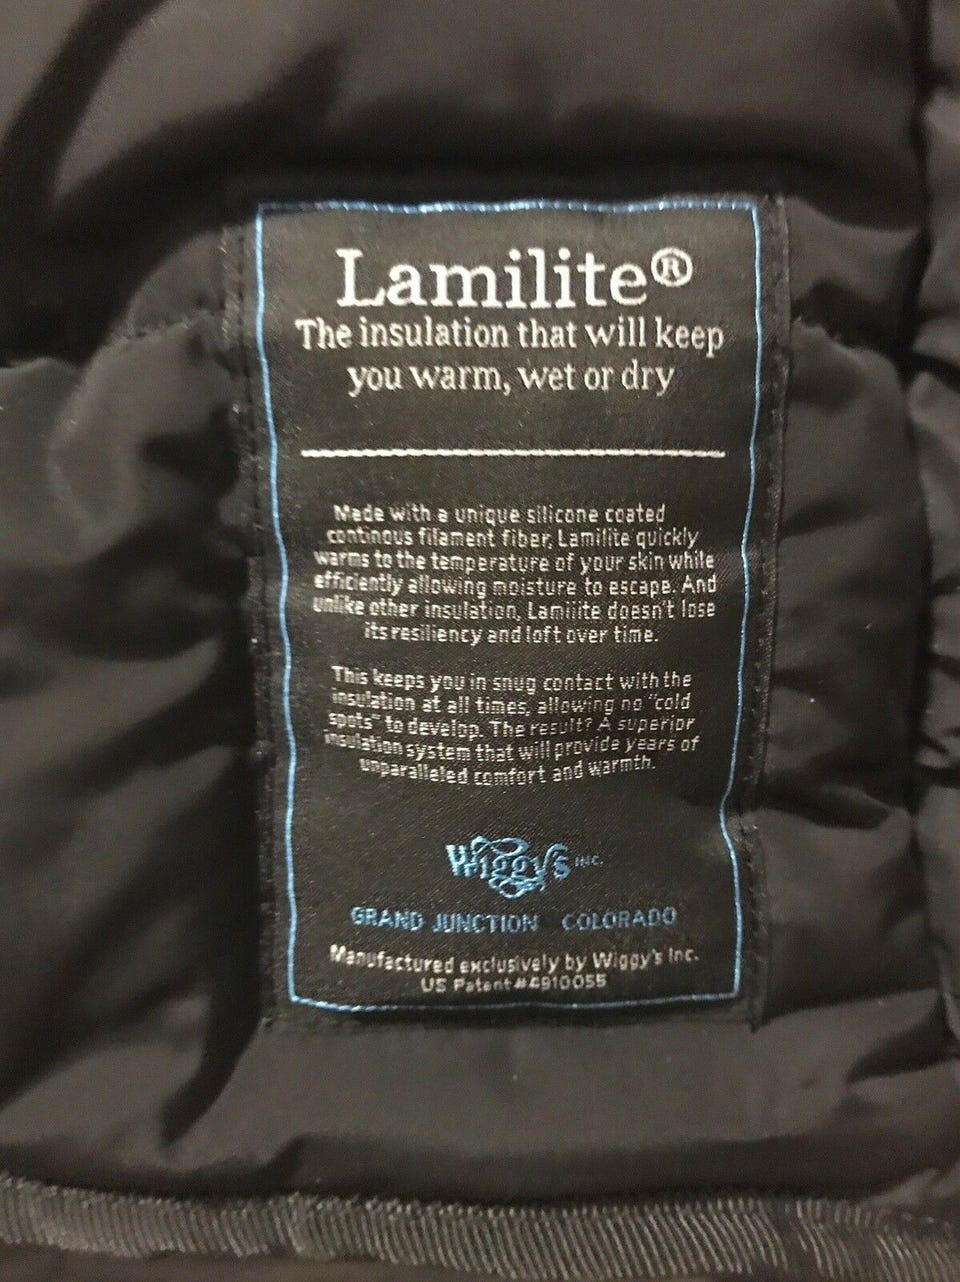 Lamilite®
The insulation that will keep
you warm, wet or dry
Made with a unique silicone coated
continous filament fiber, Lamilite quickly
warms to the temperature of your skin while
efficiently allowing moisture to escape. And
unlike other insulation, Lamilite doesn't lose
its resiliency and loft over time.
This keeps you in snug contact with the
insulation at all times, allowing no "cold
spots" to develop. The result? A superior
insulation system that will provide years of
unparalleled comfort and warmth.
Wiggy's INC.
GRAND JUNCTION COLORADO
Manufactured exclusively by Wiggy's Inc.
US Patent #4910055